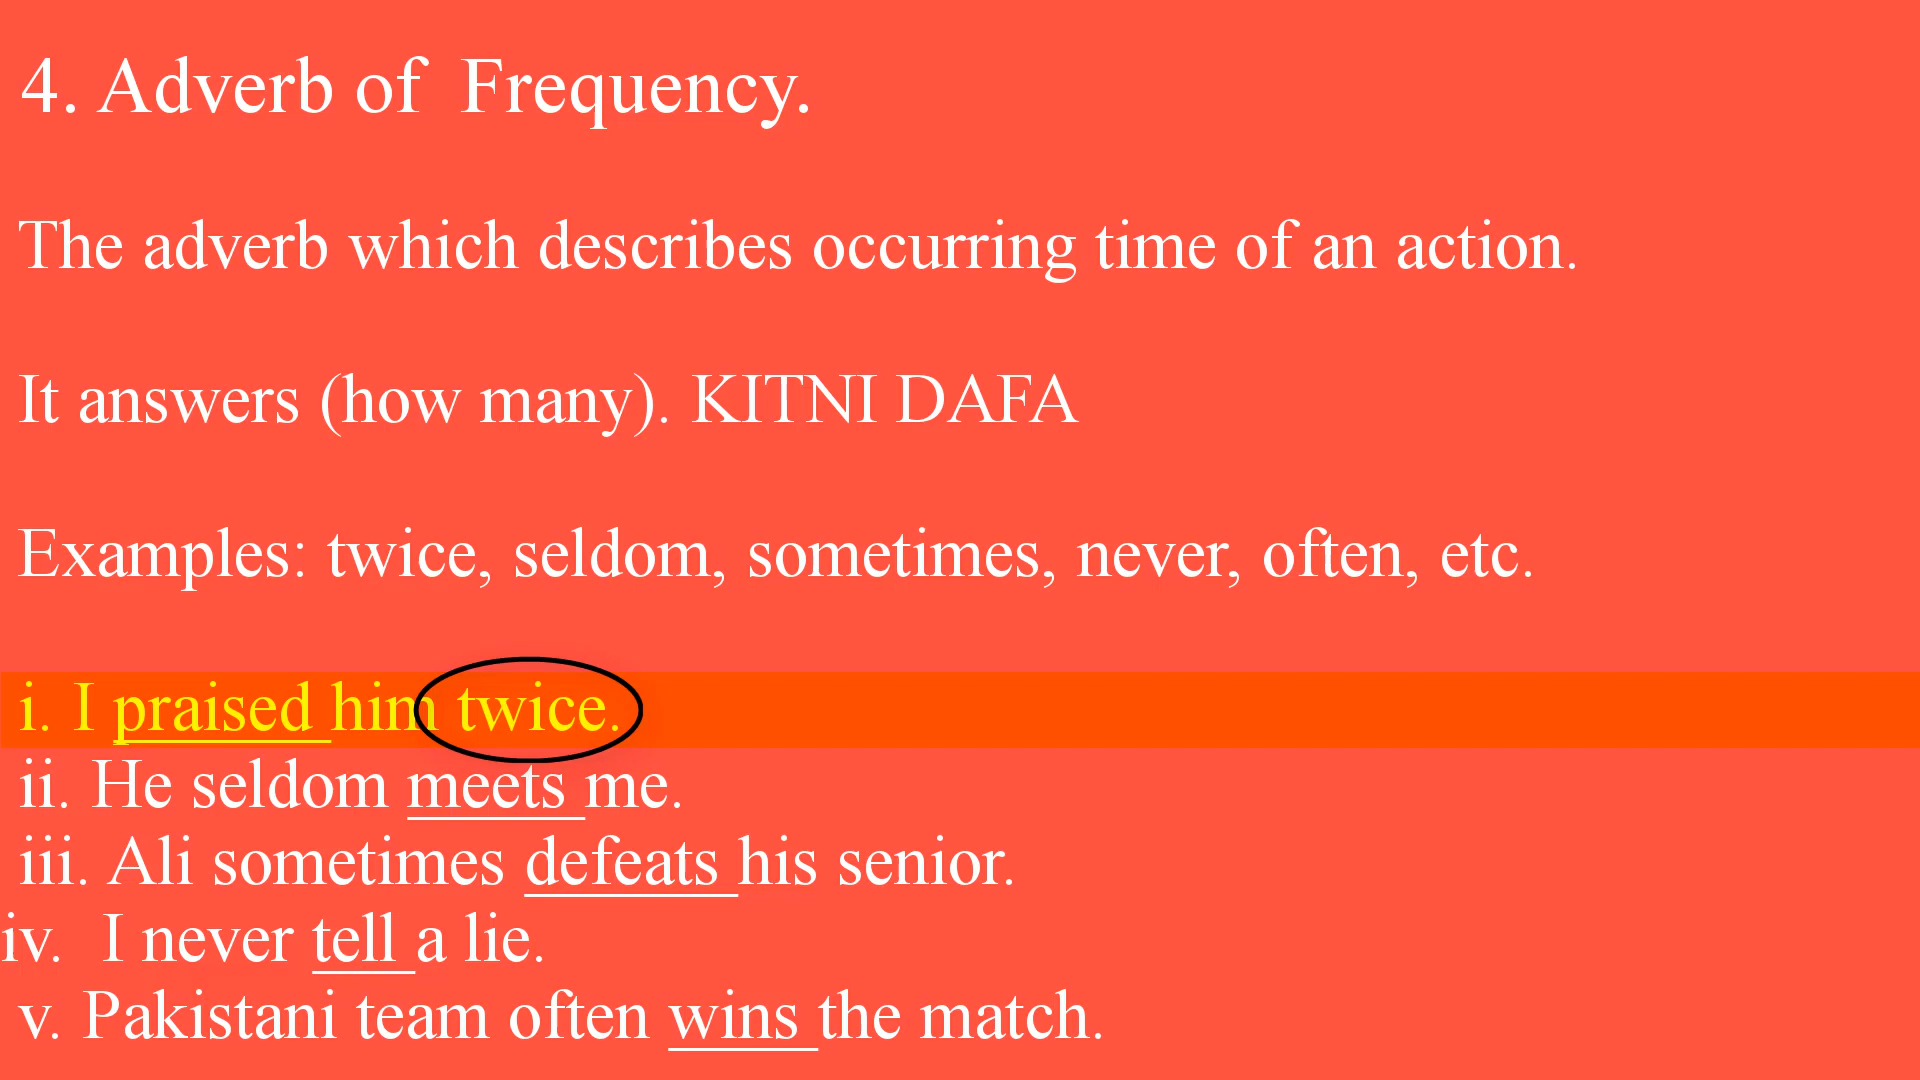 4. Adverb of  Frequency.
The adverb which describes occurring time of an action.
It answers (how many). KITNI DAFA
Examples: twice, seldom, sometimes, never, often, etc.
i. I praised him twice.
ii. He seldom meets me.
iii. Ali sometimes defeats his senior.
iv.  I never tell a lie.
v. Pakistani team often wins the match.